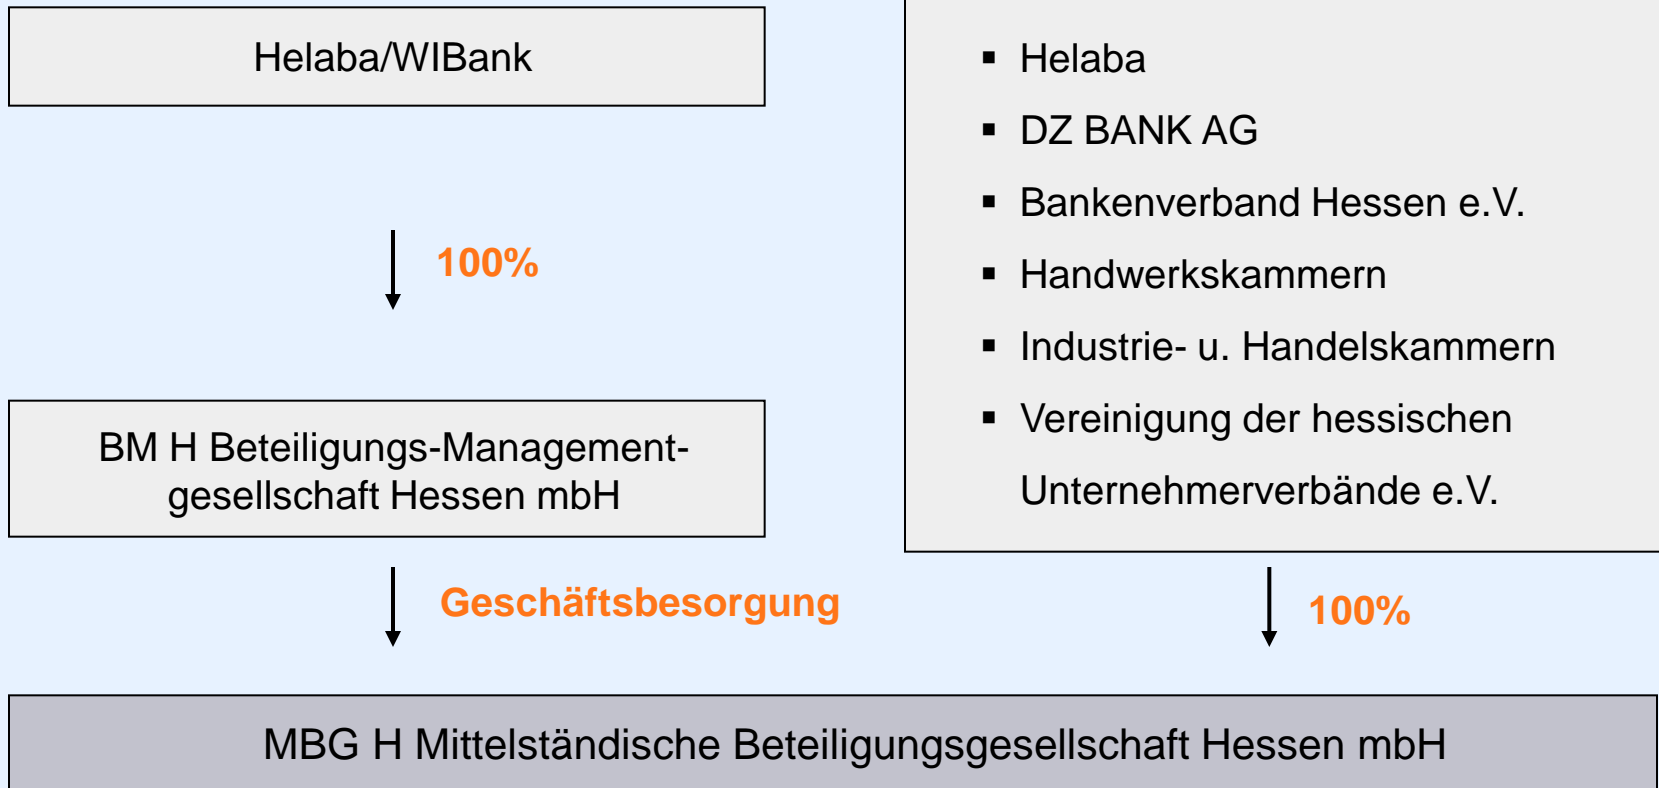 Helaba/WIBank
100%
BM H Beteiligungs-Management-
gesellschaft Hessen mbH
Geschäftsbesorgung
▪ Helaba
▪ DZ BANK AG
▪ Bankenverband Hessen e.V.
▪ Handwerkskammern
▪ Industrie- u. Handelskammern
▪ Vereinigung der hessischen
Unternehmerverbände e.V.
100%
MBG H Mittelständische Beteiligungsgesellschaft Hessen mbH